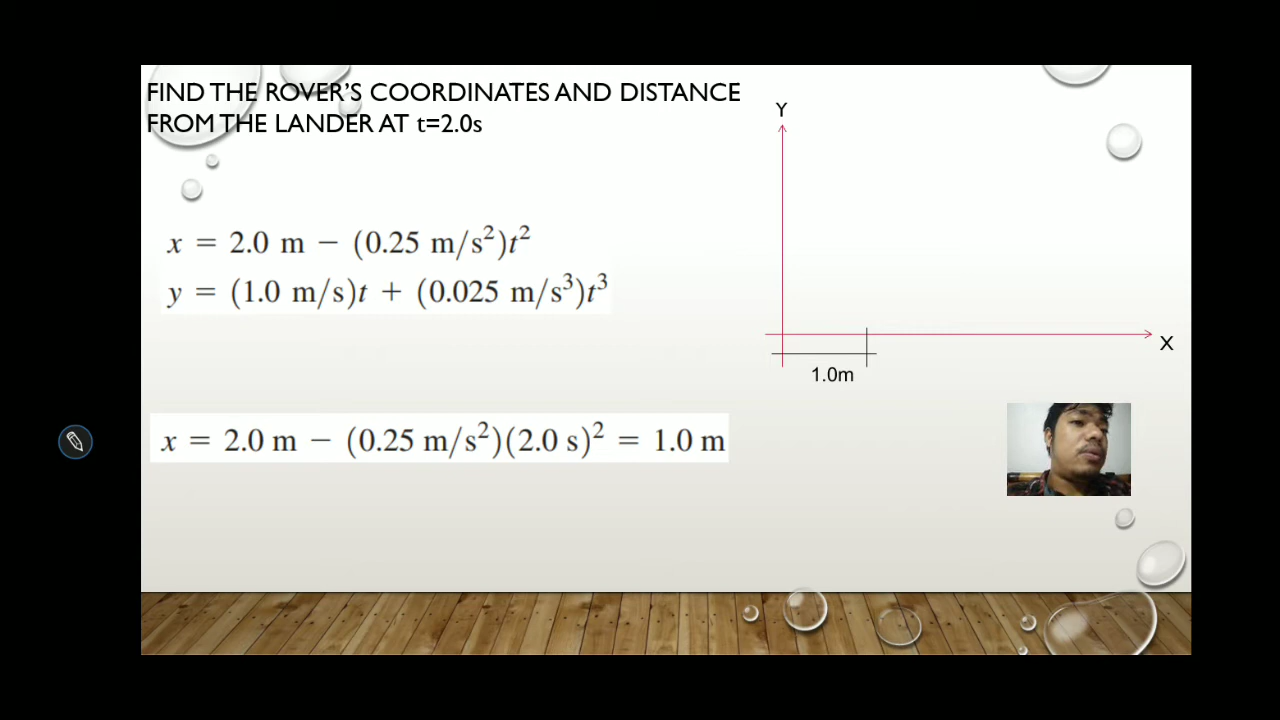 FIND THE ROVER'S COORDINATES AND DISTANCE
FROM THE LANDER AT t=2.0s
Y
x = 2.0 m − (0.25 m/s²)t²
y = (1.0 m/s)t + (0.025 m/s³)t³
X
1.0m
x = 2.0 m − (0.25 m/s²)(2.0 s)² = 1.0 m